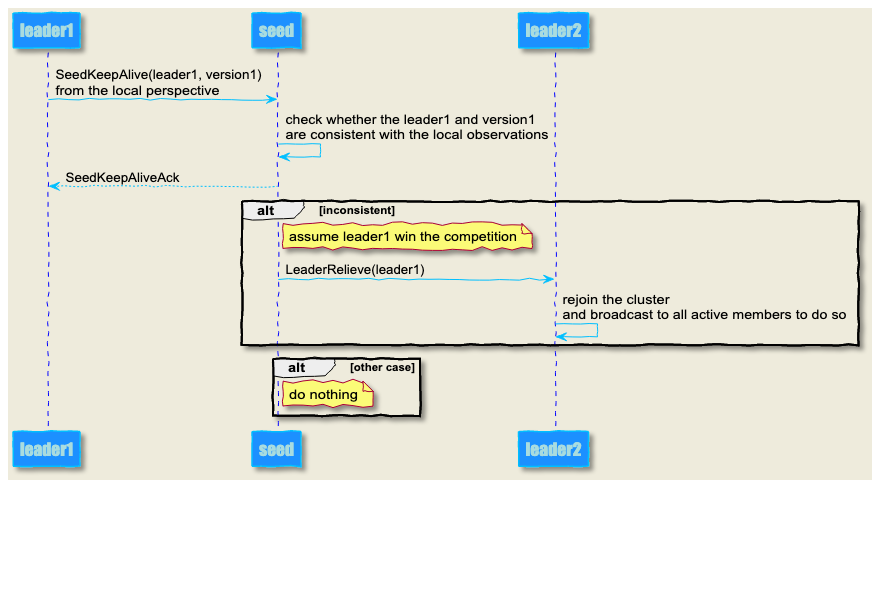 leader1
seed
leader2
SeedKeepAlive(leader1, version1)
from the local perspective
check whether the leader1 and version1
are consistent with the local observations
SeedKeepAliveAck
alt
[inconsistent]
assume leader1 win the competition
LeaderRelieve(leader1)
rejoin the cluster
and broadcast to all active members to do so
alt
[other case]
do nothing
leader1
seed
leader2